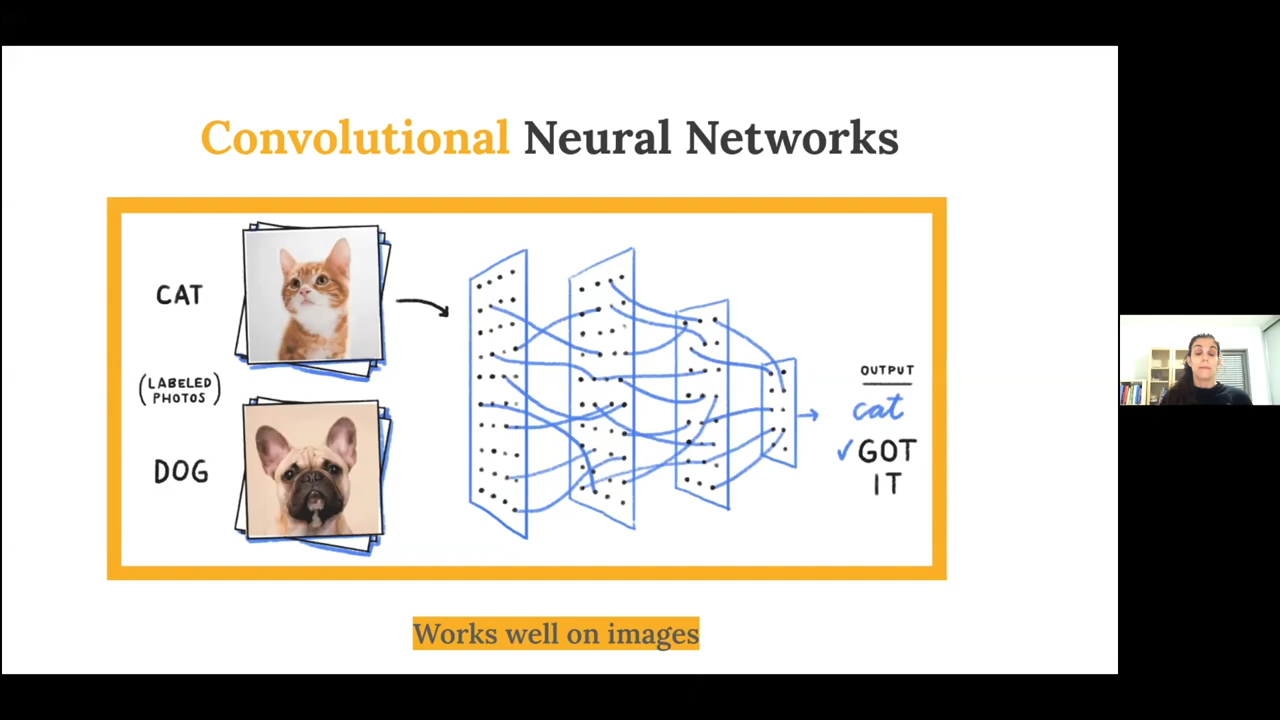 Convolutional Neural Networks
CAT
(LABELED
PHOTOS)
DOG
OUTPUT
cat
✓GOT
IT
Works well on images